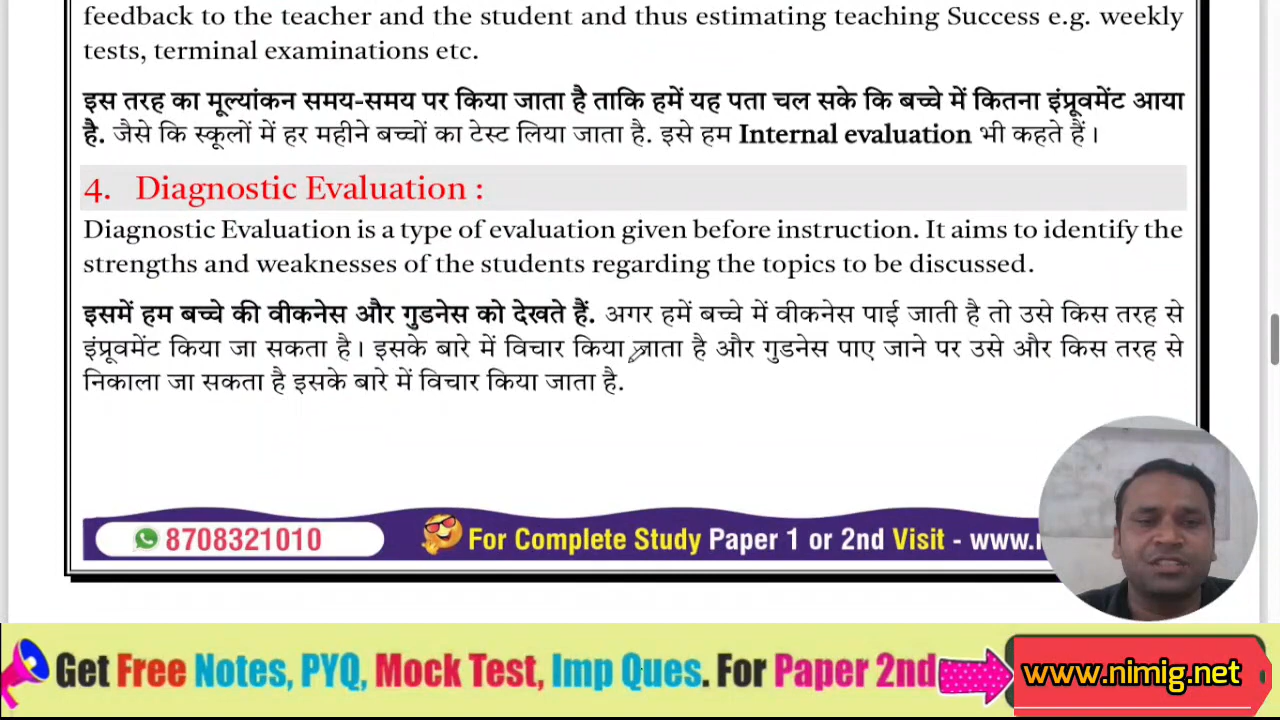 feedback to the teacher and the student and thus estimating teaching Success e.g. weekly
tests, terminal examinations etc.
इस तरह का मूल्यांकन समय-समय पर किया जाता है ताकि हमें यह पता चल सके कि बच्चे में कितना इंप्रूवमेंट आया
है. जैसे कि स्कूलों में हर महीने बच्चों का टेस्ट लिया जाता है. इसे हम Internal evaluation भी कहते हैं।
4. Diagnostic Evaluation :
Diagnostic Evaluation is a type of evaluation given before instruction. It aims to identify the
strengths and weaknesses of the students regarding the topics to be discussed.
इसमें हम बच्चे की वीकनेस और गुडनेस को देखते हैं. अगर हमें बच्चे में वीकनेस पाई जाती है तो उसे किस तरह से
इंप्रूवमेंट किया जा सकता है। इसके बारे में विचार किया जाता है और गुडनेस पाए जाने पर उसे और किस तरह से
निकाला जा सकता है इसके बारे में विचार किया जाता है.
8708321010 For Complete Study Paper 1 or 2nd Visit - www.
Get Free Notes, PYQ, Mock Test, Imp Ques. For Paper 2nd www.nimig.net